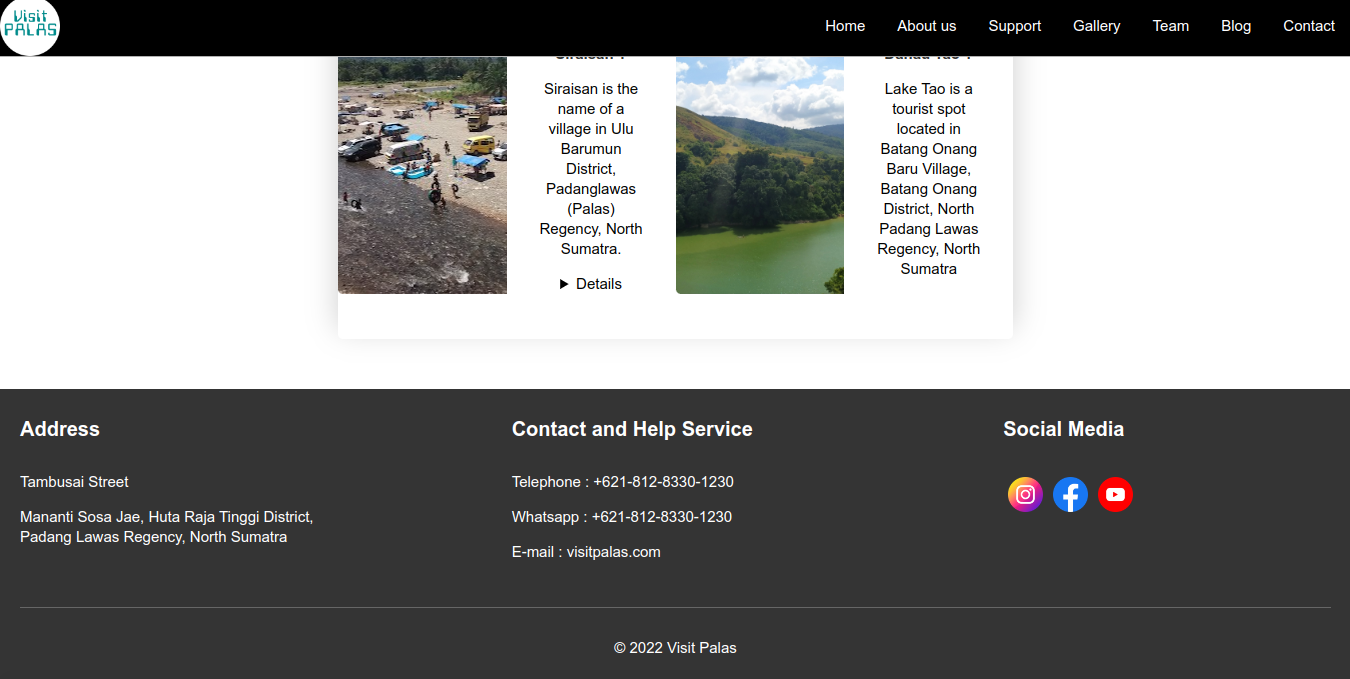 Visit
PALAS
Home About us Support Gallery Team Blog Contact
Siraisan is the
name of a
village in Ulu
Barumun
District,
Padanglawas
(Palas)
Regency, North
Sumatra.
Details
Lake Tao is a
tourist spot
located in
Batang Onang
Baru Village,
Batang Onang
District, North
Padang Lawas
Regency, North
Sumatra
Address
Tambusai Street
Mananti Sosa Jae, Huta Raja Tinggi District,
Padang Lawas Regency, North Sumatra
Contact and Help Service
Telephone : +621-812-8330-1230
Whatsapp : +621-812-8330-1230
E-mail : visitpalas.com
Social Media
© 2022 Visit Palas